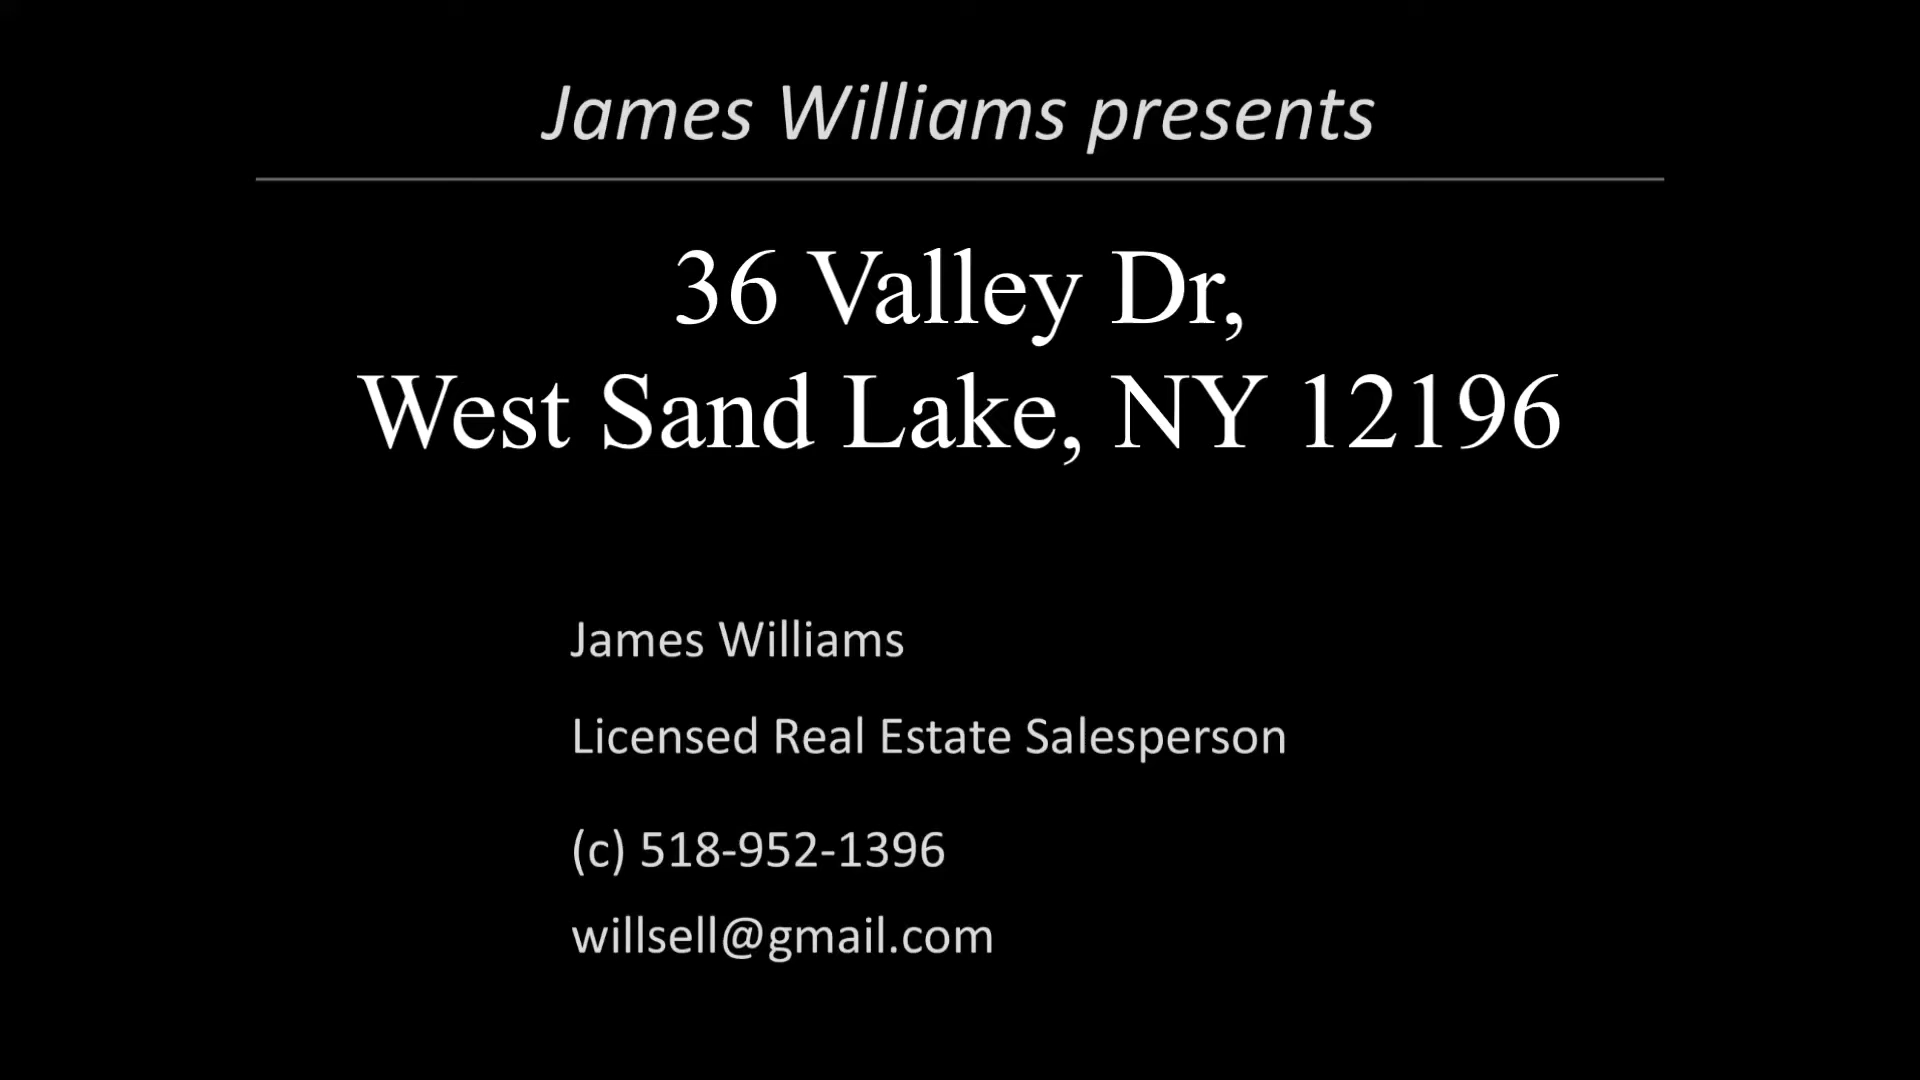 James Williams presents
36 Valley Dr,
West Sand Lake, NY 12196
James Williams
Licensed Real Estate Salesperson
(c) 518-952-1396
willsell@gmail.com